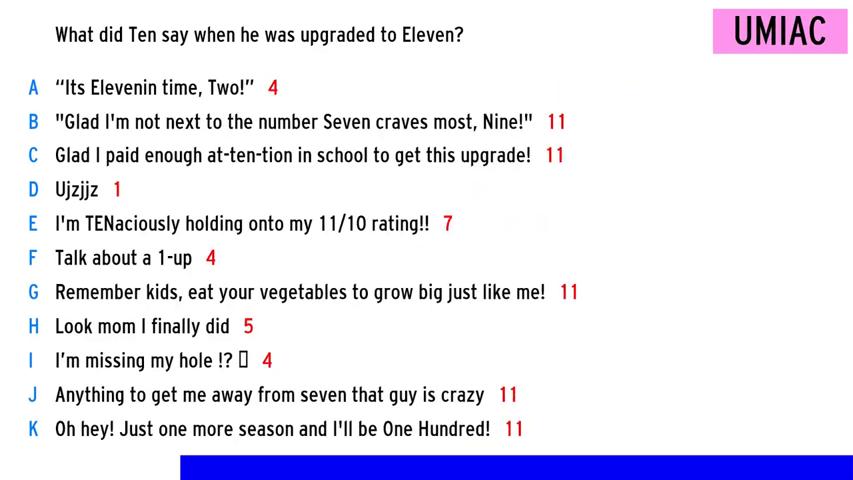 What did Ten say when he was upgraded to Eleven?
UMIAC
A “Its Elevenin time, Two!” 4
B "Glad I'm not next to the number Seven craves most, Nine!" 11
C Glad I paid enough at-ten-tion in school to get this upgrade! 11
D Ujzjjz 1
E I'm TENaciously holding onto my 11/10 rating!! 7
F Talk about a 1-up 4
G Remember kids, eat your vegetables to grow big just like me! 11
H Look mom I finally did 5
I I’m missing my hole !? 4
J Anything to get me away from seven that guy is crazy 11
K Oh hey! Just one more season and I'll be One Hundred! 11